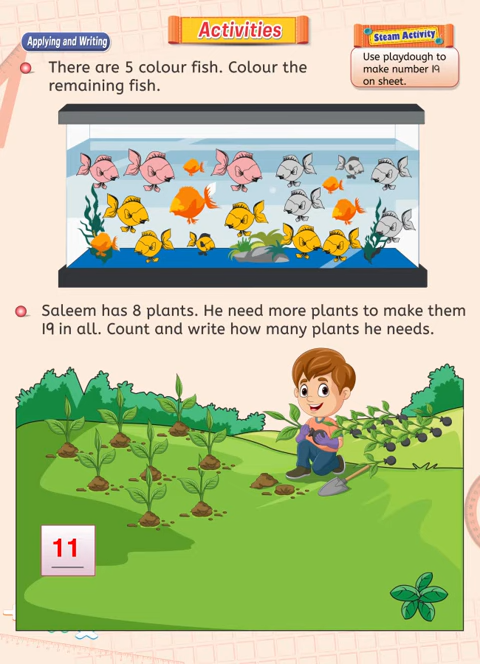 Activities
Applying and Writing
Steam Activity
Use playdough to
make number 19
on sheet.
There are 5 colour fish. Colour the
remaining fish.
Saleem has 8 plants. He need more plants to make them
19 in all. Count and write how many plants he needs.
11